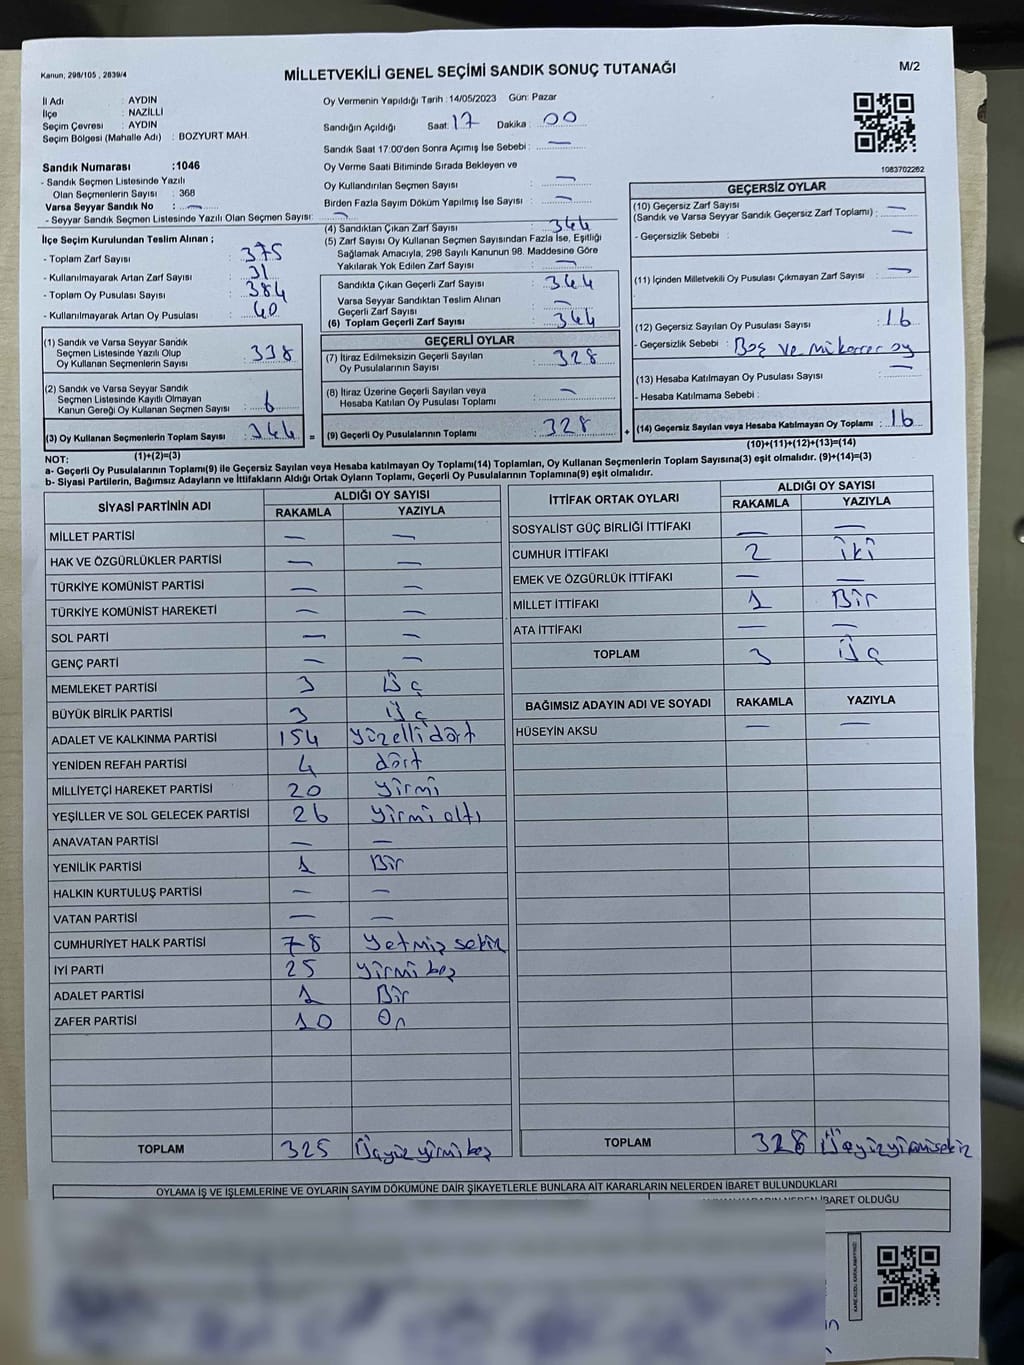 Kanun, 298/105 , 2839/4
MİLLETVEKİLİ GENEL SEÇİMİ SANDIK SONUÇ TUTANAĞI
M/2
İl Adı : AYDIN
İlçe : NAZİLLİ
Seçim Çevresi : AYDIN
Seçim Bölgesi (Mahalle Adı) : BOZYURT MAH.
Sandık Numarası :1046
- Sandık Seçmen Listesinde Yazılı
Olan Seçmenlerin Sayısı : 368
Varsa Seyyar Sandık No : —
- Seyyar Sandık Seçmen Listesinde Yazılı Olan Seçmen Sayısı: —
Oy Vermenin Yapıldığı Tarih :14/05/2023 Gün: Pazar
Sandığın Açıldığı Saat: 17 Dakika : 00
Sandık Saat 17:00'den Sonra Açımış İse Sebebi : —
Oy Verme Saati Bitiminde Sırada Bekleyen ve
Oy Kullandırılan Seçmen Sayısı : —
Birden Fazla Sayım Döküm Yapılmış İse Sayısı : —
1083702262
İlçe Seçim Kurulundan Teslim Alınan ;
- Toplam Zarf Sayısı : 375
- Kullanılmayarak Artan Zarf Sayısı : 31
- Toplam Oy Pusulası Sayısı : 384
- Kullanılmayarak Artan Oy Pusulası : 40
(4) Sandıktan Çıkan Zarf Sayısı : 344
(5) Zarf Sayısı Oy Kullanan Seçmen Sayısından Fazla İse, Eşitliği
Sağlamak Amacıyla, 298 Sayılı Kanunun 98. Maddesine Göre
Yakılarak Yok Edilen Zarf Sayısı : —
Sandıkta Çıkan Geçerli Zarf Sayısı : 344
Varsa Seyyar Sandıktan Teslim Alınan
Geçerli Zarf Sayısı : —
(6) Toplam Geçerli Zarf Sayısı : 344
GEÇERSİZ OYLAR
(10) Geçersiz Zarf Sayısı
(Sandık ve Varsa Seyyar Sandık Geçersiz Zarf Toplamı) : —
- Geçersizlik Sebebi : —
(11) İçinden Milletvekili Oy Pusulası Çıkmayan Zarf Sayısı : —
(12) Geçersiz Sayılan Oy Pusulası Sayısı : 16
- Geçersizlik Sebebi : Boş ve mükerrer oy
(13) Hesaba Katılmayan Oy Pusulası Sayısı : —
- Hesaba Katılmama Sebebi :
(14) Geçersiz Sayılan veya Hesaba Katılmayan Oy Toplamı : 16
(10)+(11)+(12)+(13)=(14)
(1) Sandık ve Varsa Seyyar Sandık
Seçmen Listesinde Yazılı Olup
Oy Kullanan Seçmenlerin Sayısı : 338
(2) Sandık ve Varsa Seyyar Sandık
Seçmen Listesinde Kayıtlı Olmayan
Kanun Gereği Oy Kullanan Seçmen Sayısı : 6
(3) Oy Kullanan Seçmenlerin Toplam Sayısı : 344 =
(1)+(2)=(3)
GEÇERLİ OYLAR
(7) İtiraz Edilmeksizin Geçerli Sayılan
Oy Pusulalarının Sayısı : 328
(8) İtiraz Üzerine Geçerli Sayılan veya
Hesaba Katılan Oy Pusulası Toplamı : —
(9) Geçerli Oy Pusulalarının Toplamı : 328 +
NOT:
a- Geçerli Oy Pusulalarının Toplamı(9) ile Geçersiz Sayılan veya Hesaba katılmayan Oy Toplamı(14) Toplamları, Oy Kullanan Seçmenlerin Toplam Sayısına(3) eşit olmalıdır. (9)+(14)=(3)
b- Siyasi Partilerin, Bağımsız Adayların ve İttifakların Aldığı Ortak Oyların Toplamı, Geçerli Oy Pusulalarının Toplamına(9) eşit olmalıdır.
SİYASİ PARTİNİN ADI ALDIĞI OY SAYISI
RAKAMLA YAZIYLA
MİLLET PARTİSİ — —
HAK VE ÖZGÜRLÜKLER PARTİSİ — —
TÜRKİYE KOMÜNİST PARTİSİ — —
TÜRKİYE KOMÜNİST HAREKETİ — —
SOL PARTİ — —
GENÇ PARTİ — —
MEMLEKET PARTİSİ 3 Üç
BÜYÜK BİRLİK PARTİSİ 3 Üç
ADALET VE KALKINMA PARTİSİ 154 Yüzellidört
YENİDEN REFAH PARTİSİ 4 dört
MİLLİYETÇİ HAREKET PARTİSİ 20 Yirmi
YEŞİLLER VE SOL GELECEK PARTİSİ 26 Yirmi altı
ANAVATAN PARTİSİ — —
YENİLİK PARTİSİ 1 Bir
HALKIN KURTULUŞ PARTİSİ — —
VATAN PARTİSİ — —
CUMHURİYET HALK PARTİSİ 78 Yetmiş sekiz
İYİ PARTİ 25 Yirmi beş
ADALET PARTİSİ 1 Bir
ZAFER PARTİSİ 10 On
TOPLAM 325 Üçyüz yirmi beş
İTTİFAK ORTAK OYLARI ALDIĞI OY SAYISI
RAKAMLA YAZIYLA
SOSYALİST GÜÇ BİRLİĞİ İTTİFAKI — —
CUMHUR İTTİFAKI 2 iki
EMEK VE ÖZGÜRLÜK İTTİFAKI — —
MİLLET İTTİFAKI 1 Bir
ATA İTTİFAKI — —
TOPLAM 3 Üç
BAĞIMSIZ ADAYIN ADI VE SOYADI RAKAMLA YAZIYLA
HÜSEYİN AKSU — —
TOPLAM 328 Üçyüzyirmisekiz
OYLAMA İŞ VE İŞLEMLERİNE VE OYLARIN SAYIM DÖKÜMÜNE DAİR ŞİKAYETLERLE BUNLARA AİT KARARLARIN NELERDEN İBARET BULUNDUKLARI
İBARET OLDUĞU